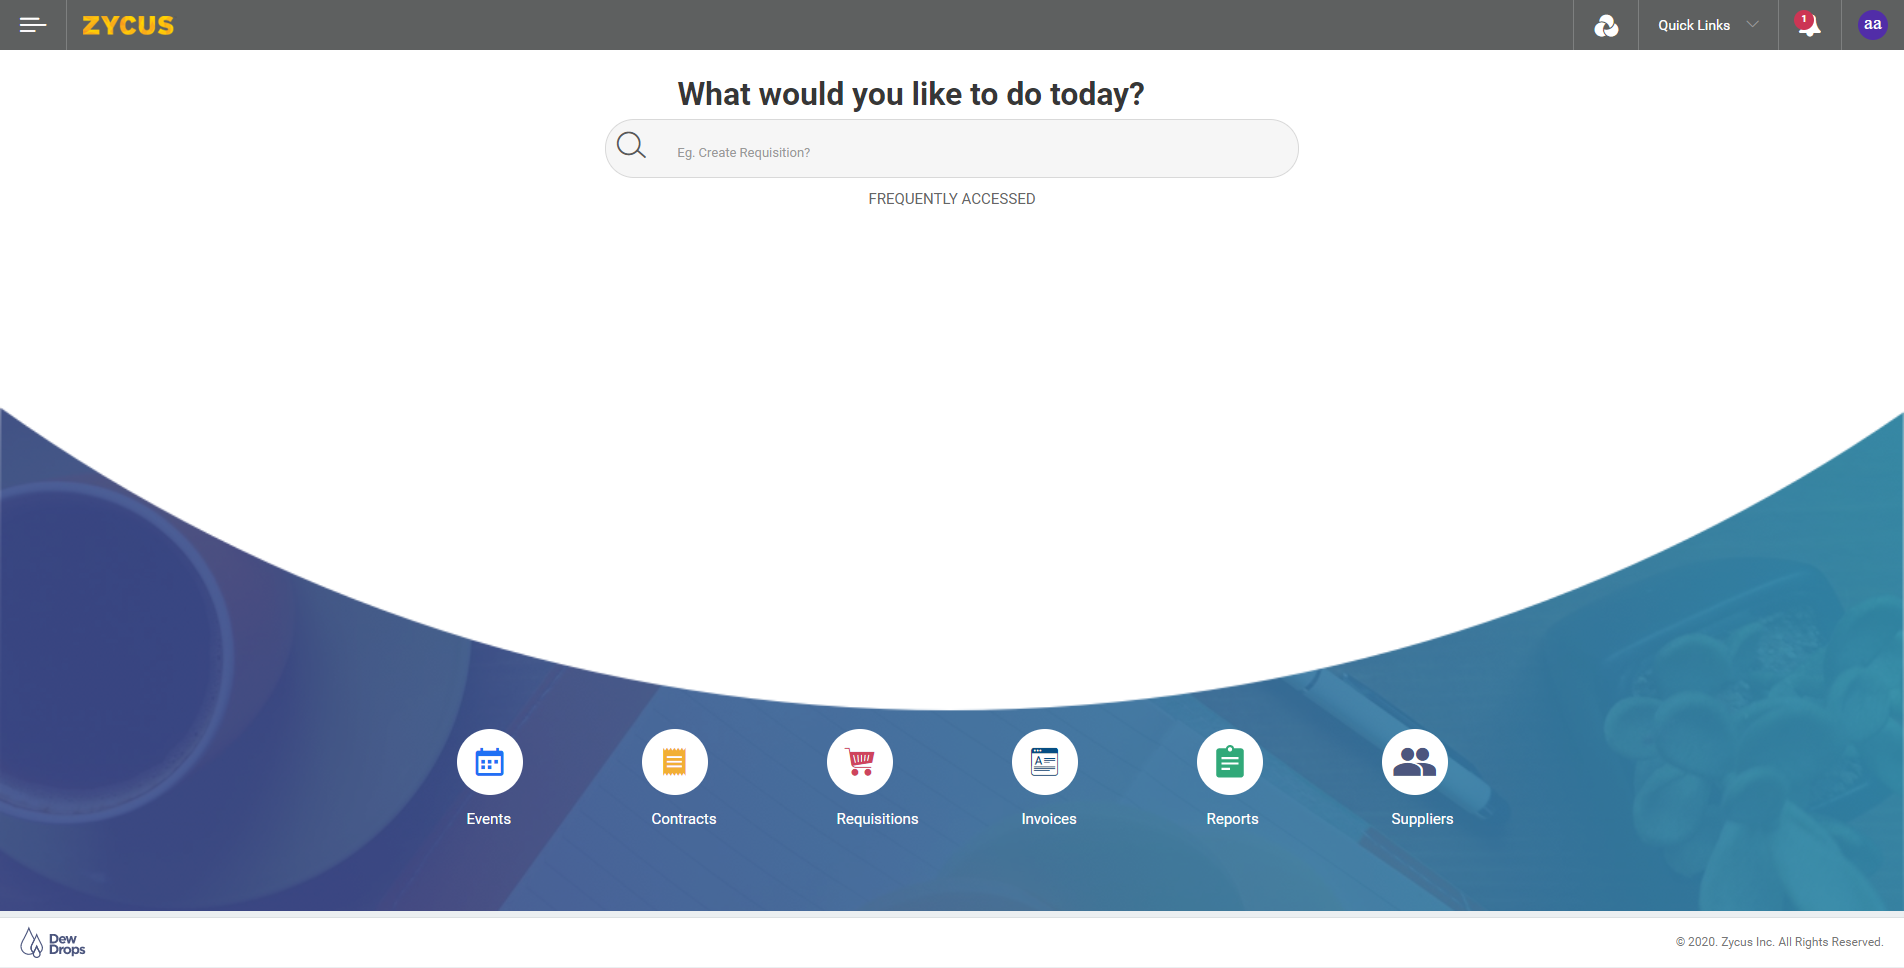 ZYCUS
Quick Links
1
aa
What would you like to do today?
Eg. Create Requisition?
FREQUENTLY ACCESSED
Events
Contracts
Requisitions
A
Invoices
Reports
Suppliers
Dew
Drops
© 2020. Zycus Inc. All Rights Reserved.